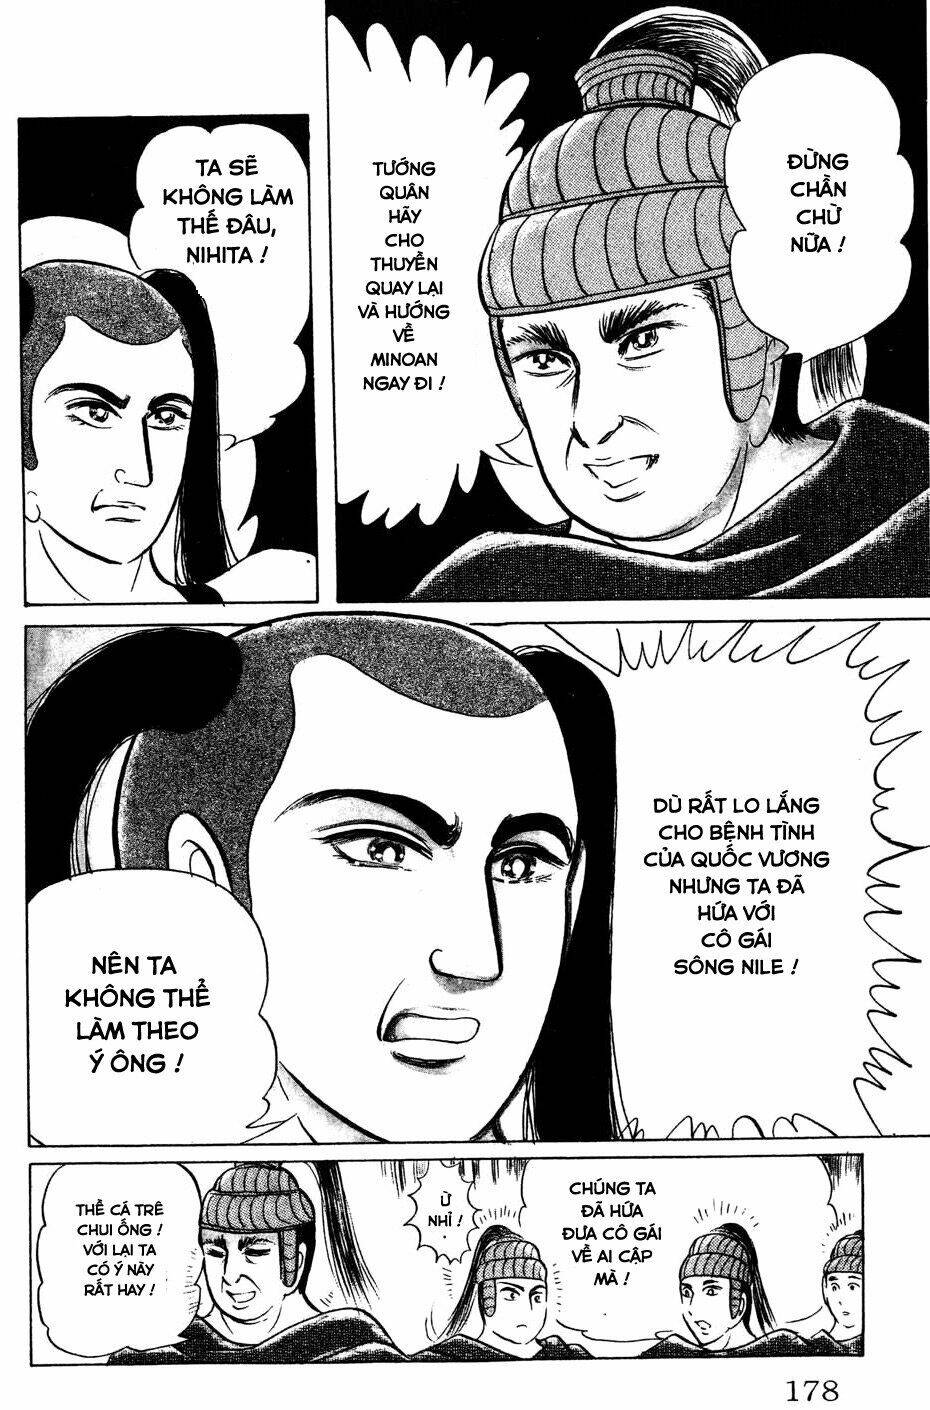 ĐỪNG
CHẦN
CHỪ
NỮA !
TƯỚNG
QUÂN
HÃY
CHO
THUYỀN
QUAY LẠI
VÀ HƯỚNG
VỀ
MINOAN
NGAY ĐI !
TA SẼ
KHÔNG LÀM
THẾ ĐÂU,
NIHITA !
DÙ RẤT LO LẮNG
CHO BỆNH TÌNH
CỦA QUỐC VƯƠNG
NHƯNG TA ĐÃ
HỨA VỚI
CÔ GÁI
SÔNG NILE !
NÊN TA
KHÔNG THỂ
LÀM THEO
Ý ÔNG !
CHÚNG TA
ĐÃ HỨA
ĐƯA CÔ GÁI
VỀ AI CẬP
MÀ !
Ừ
NHỈ !
THỀ CÁ TRÊ
CHUI ỐNG !
VỚI LẠI TA
CÓ Ý NÀY
RẤT HAY !
178